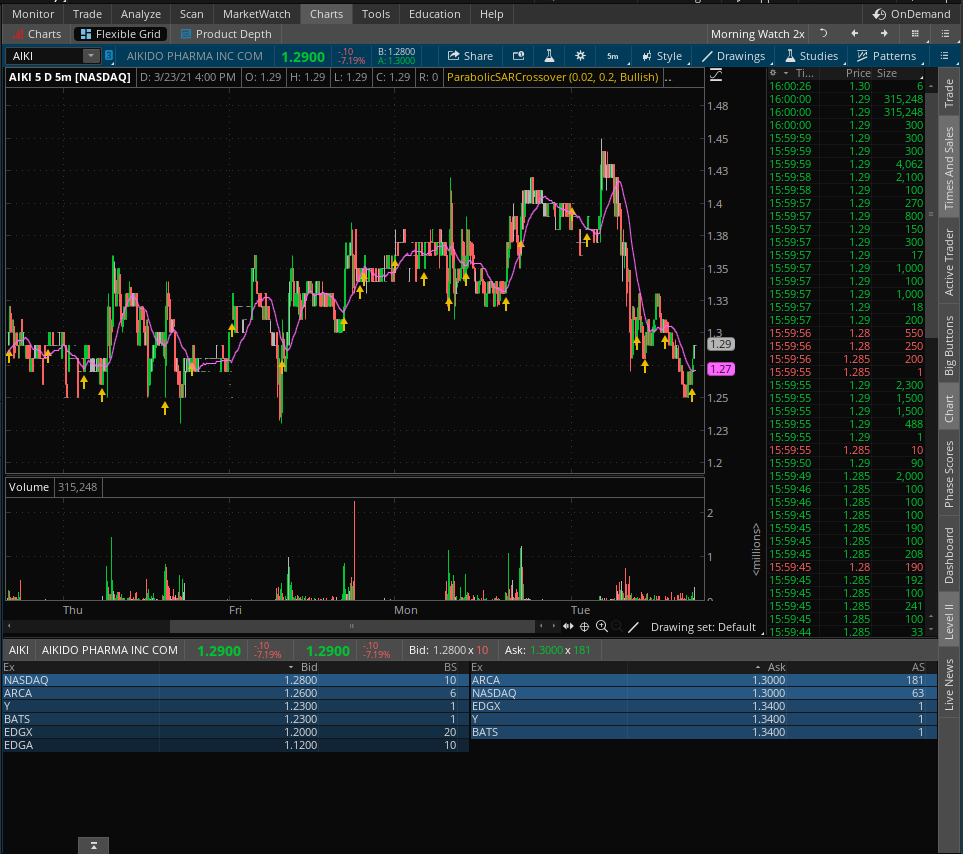 Monitor Trade Analyze Scan MarketWatch Charts Tools Education Help OnDemand
Charts Flexible Grid Product Depth Morning Watch 2x
AIKI AIKIDO PHARMA INC COM 1.2900 -.10 -7.19% B: 1.2800 A: 1.3000 Share 5m Style Drawings Studies Patterns
AIKI 5 D 5m [NASDAQ] D: 3/23/21 4:00 PM O: 1.29 H: 1.29 L: 1.29 C: 1.29 R: 0 ParabolicSARCrossover (0.02, 0.2, Bullish) ..
1.48
1.45
1.43
1.4
1.38
1.35
1.33
1.3
1.29
1.27
1.25
1.23
1.2
Ti... Price Size
16:00:26 1.30 6
16:00:00 1.29 315,248
16:00:00 1.29 315,248
16:00:00 1.29 300
15:59:59 1.29 300
15:59:59 1.29 300
15:59:59 1.29 4,062
15:59:58 1.29 2,100
15:59:58 1.29 100
15:59:57 1.29 270
15:59:57 1.29 800
15:59:57 1.29 150
15:59:57 1.29 300
15:59:57 1.29 17
15:59:57 1.29 1,000
15:59:57 1.29 100
15:59:57 1.29 1,000
15:59:57 1.29 18
15:59:57 1.29 200
15:59:56 1.28 550
15:59:56 1.28 250
15:59:56 1.285 200
15:59:55 1.285 1
15:59:55 1.29 2,300
15:59:55 1.29 1,500
15:59:55 1.29 1,500
15:59:55 1.29 488
15:59:55 1.29 1
15:59:55 1.285 10
15:59:50 1.29 90
15:59:49 1.285 2,000
15:59:46 1.285 100
15:59:46 1.285 100
15:59:45 1.285 100
15:59:45 1.285 190
15:59:45 1.285 100
15:59:45 1.285 208
15:59:45 1.28 190
15:59:45 1.285 192
15:59:45 1.285 100
15:59:45 1.285 241
15:59:45 1.285 100
15:59:44 1.285 33
Trade
Times And Sales
Active Trader
Big Buttons
Chart
Phase Scores
Dashboard
Level II
Live News
Volume 315,248
2
1
0
<millions>
Thu Fri Mon Tue
Drawing set: Default
AIKI AIKIDO PHARMA INC COM 1.2900 -.10 -7.19% 1.2900 -.10 -7.19% Bid: 1.2800 x 10 Ask: 1.3000 x 181
Ex Bid BS Ex Ask AS
NASDAQ 1.2800 10 ARCA 1.3000 181
ARCA 1.2600 6 NASDAQ 1.3000 63
Y 1.2300 1 EDGX 1.3400 1
BATS 1.2300 1 Y 1.3400 1
EDGX 1.2000 20 BATS 1.3400 1
EDGA 1.1200 10